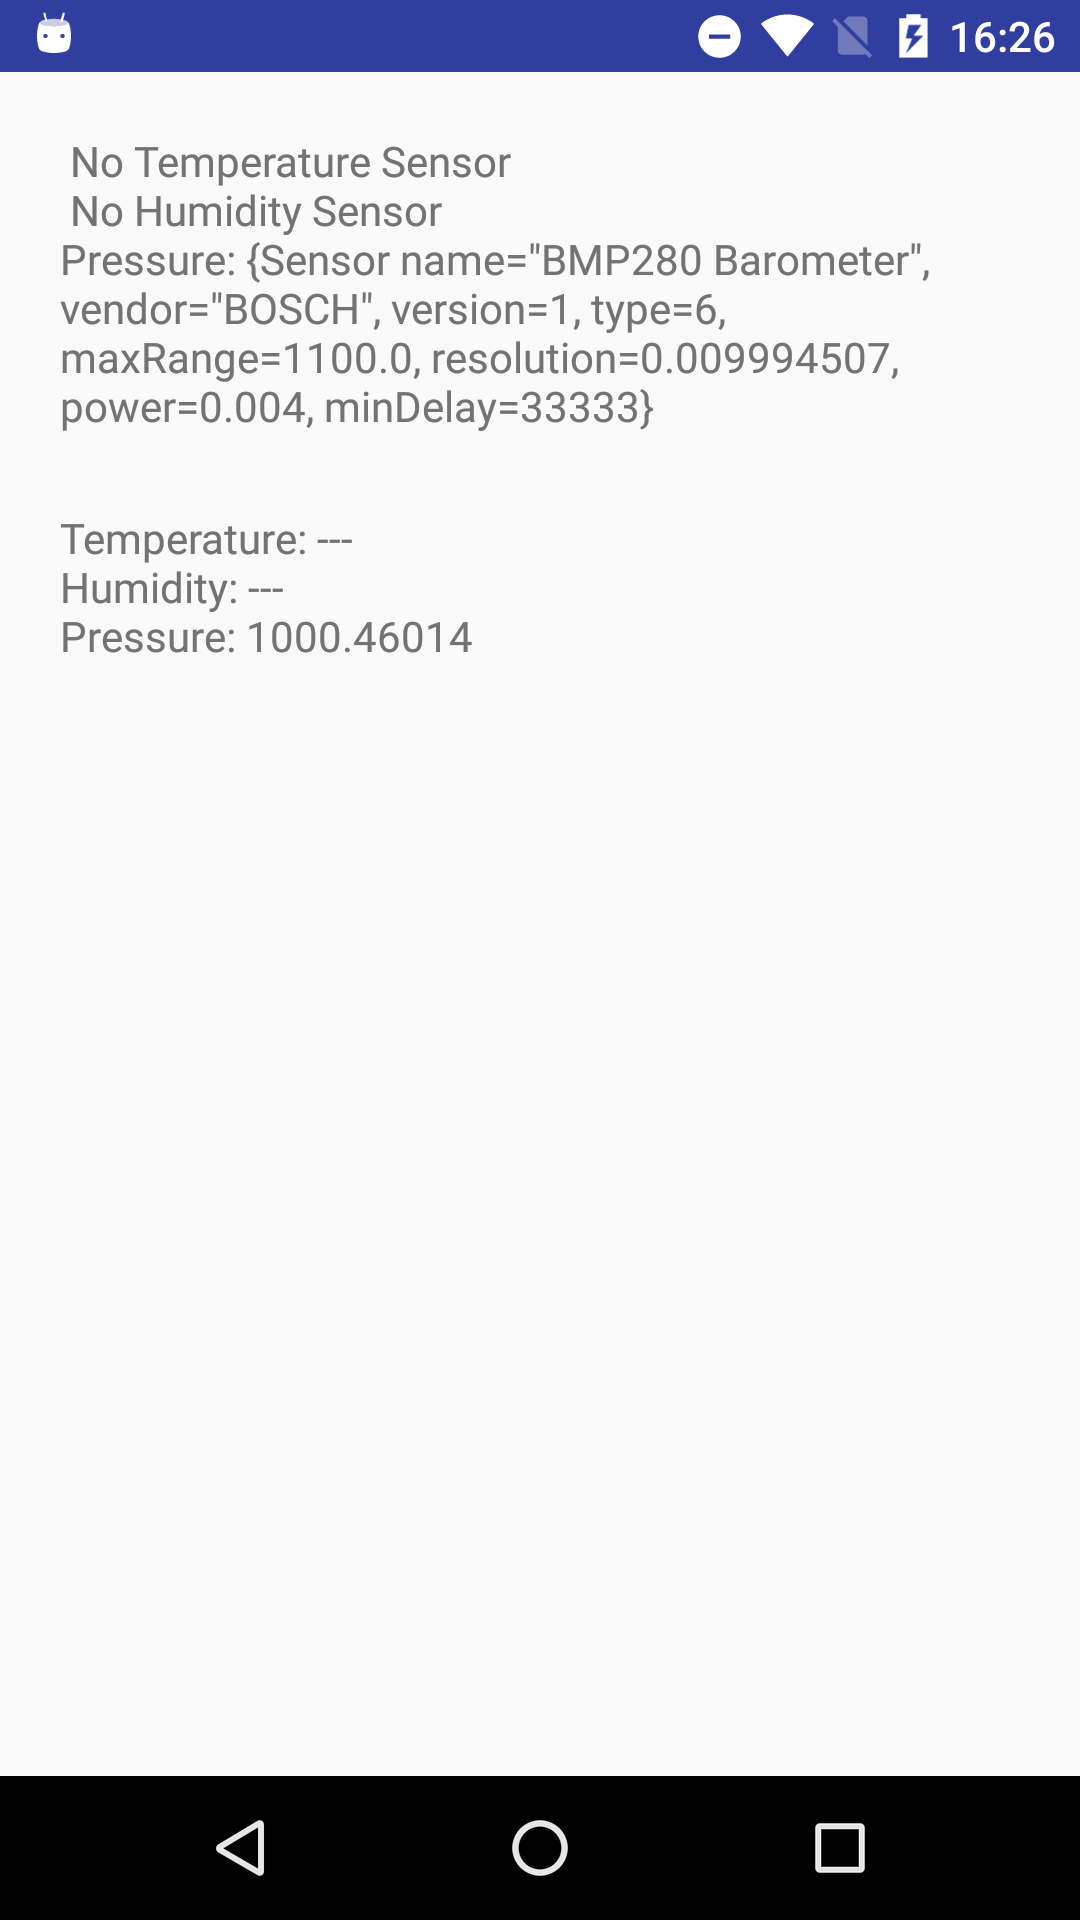 16:26
No Temperature Sensor
No Humidity Sensor
Pressure: {Sensor name="BMP280 Barometer",
vendor="BOSCH", version=1, type=6,
maxRange=1100.0, resolution=0.009994507,
power=0.004, minDelay=33333}
Temperature: ---
Humidity: ---
Pressure: 1000.46014